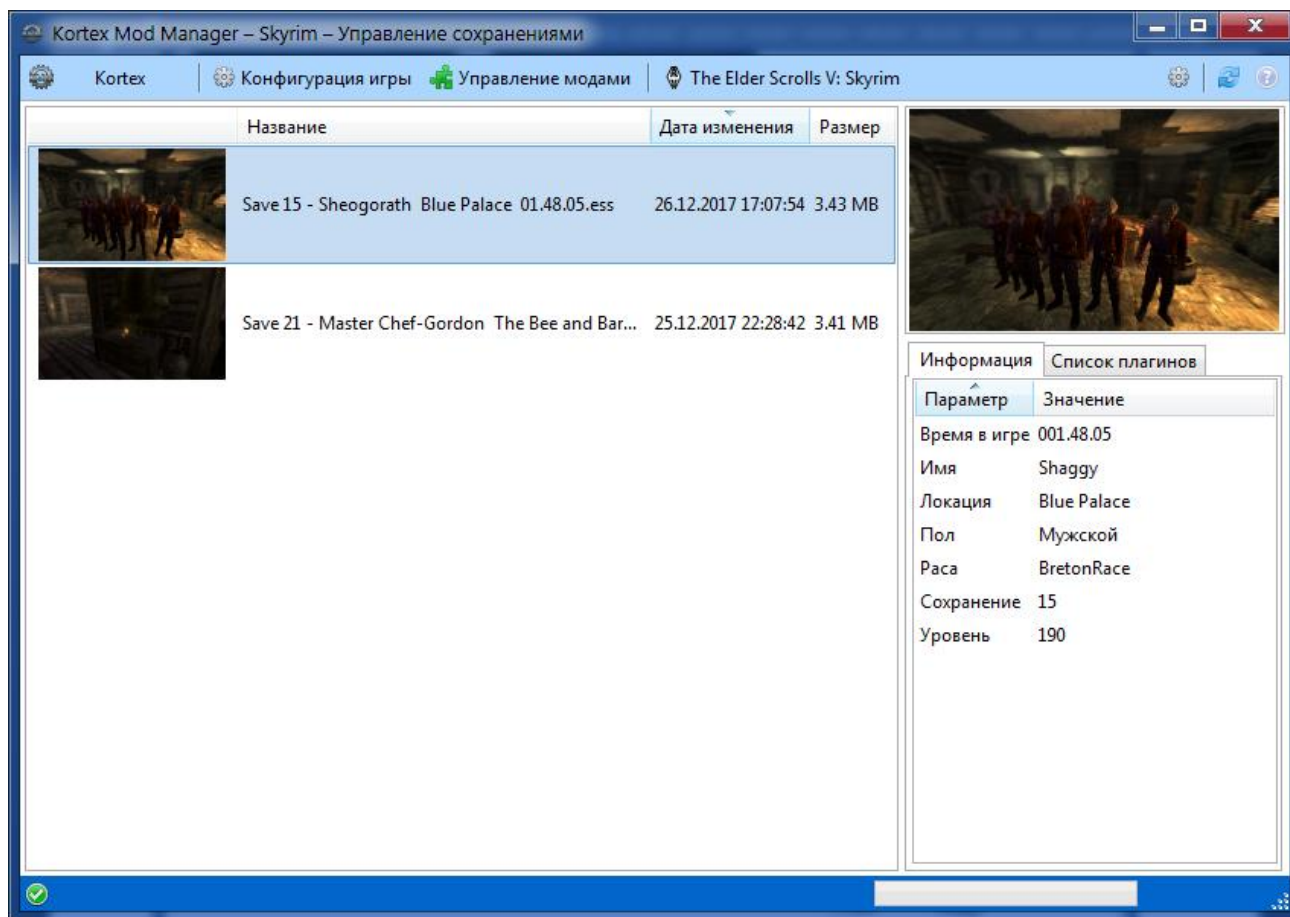 Kortex Mod Manager – Skyrim – Управление сохранениями
Kortex Конфигурация игры Управление модами The Elder Scrolls V: Skyrim
Название Дата изменения Размер
Save 15 - Sheogorath  Blue Palace  01.48.05.ess 26.12.2017 17:07:54 3.43 MB
Save 21 - Master Chef-Gordon  The Bee and Bar... 25.12.2017 22:28:42 3.41 MB
Информация Список плагинов
Параметр Значение
Время в игре 001.48.05
Имя Shaggy
Локация Blue Palace
Пол Мужской
Раса BretonRace
Сохранение 15
Уровень 190